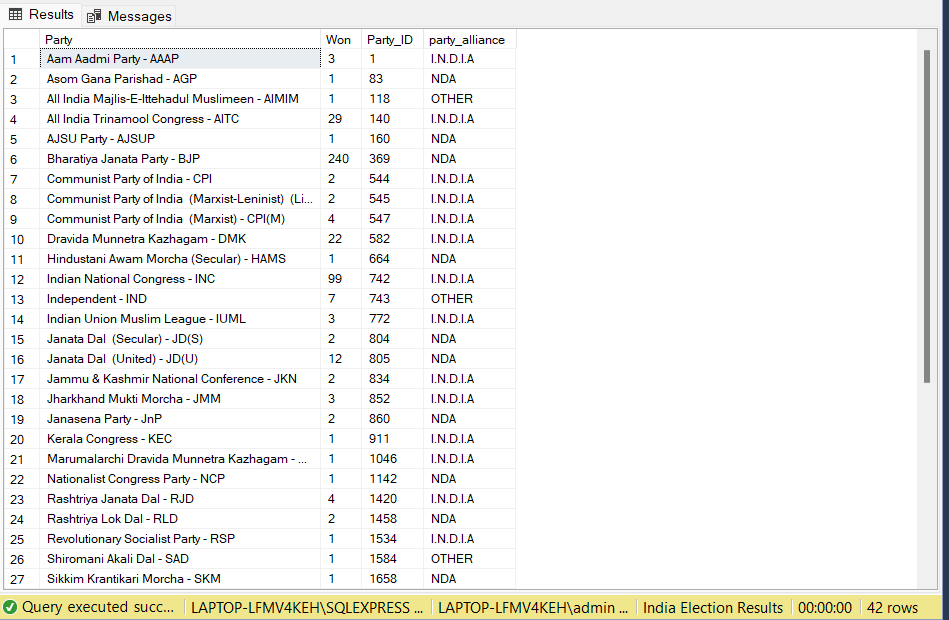 Results Messages
Party Won Party_ID party_alliance
1 Aam Aadmi Party - AAAP 3 1 I.N.D.I.A
2 Asom Gana Parishad - AGP 1 83 NDA
3 All India Majlis-E-Ittehadul Muslimeen - AIMIM 1 118 OTHER
4 All India Trinamool Congress - AITC 29 140 I.N.D.I.A
5 AJSU Party - AJSUP 1 160 NDA
6 Bharatiya Janata Party - BJP 240 369 NDA
7 Communist Party of India - CPI 2 544 I.N.D.I.A
8 Communist Party of India (Marxist-Leninist) (Li... 2 545 I.N.D.I.A
9 Communist Party of India (Marxist) - CPI(M) 4 547 I.N.D.I.A
10 Dravida Munnetra Kazhagam - DMK 22 582 I.N.D.I.A
11 Hindustani Awam Morcha (Secular) - HAMS 1 664 NDA
12 Indian National Congress - INC 99 742 I.N.D.I.A
13 Independent - IND 7 743 OTHER
14 Indian Union Muslim League - IUML 3 772 I.N.D.I.A
15 Janata Dal (Secular) - JD(S) 2 804 NDA
16 Janata Dal (United) - JD(U) 12 805 NDA
17 Jammu & Kashmir National Conference - JKN 2 834 I.N.D.I.A
18 Jharkhand Mukti Morcha - JMM 3 852 I.N.D.I.A
19 Janasena Party - JnP 2 860 NDA
20 Kerala Congress - KEC 1 911 I.N.D.I.A
21 Marumalarchi Dravida Munnetra Kazhagam - ... 1 1046 I.N.D.I.A
22 Nationalist Congress Party - NCP 1 1142 NDA
23 Rashtriya Janata Dal - RJD 4 1420 I.N.D.I.A
24 Rashtriya Lok Dal - RLD 2 1458 NDA
25 Revolutionary Socialist Party - RSP 1 1534 I.N.D.I.A
26 Shiromani Akali Dal - SAD 1 1584 OTHER
27 Sikkim Krantikari Morcha - SKM 1 1658 NDA
Query executed succ... LAPTOP-LFMV4KEH\SQLEXPRESS ... LAPTOP-LFMV4KEH\admin ... India Election Results 00:00:00 42 rows